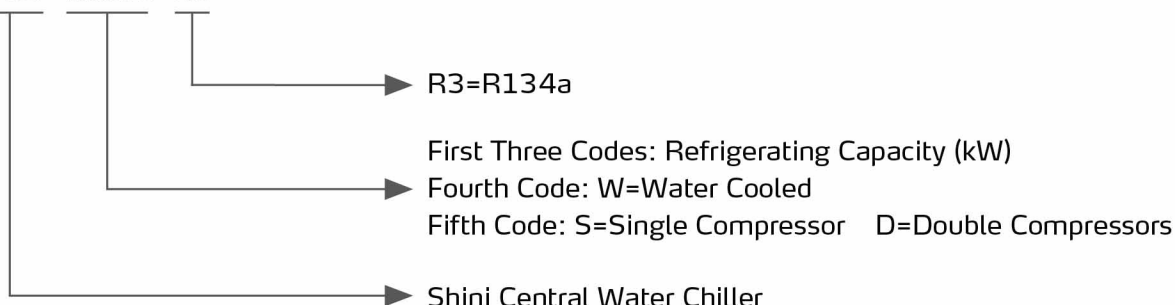 R3=R134a
First Three Codes: Refrigerating Capacity (kW)
Fourth Code: W=Water Cooled
Fifth Code: S=Single Compressor D=Double Compressors
Shini Central Water Chiller